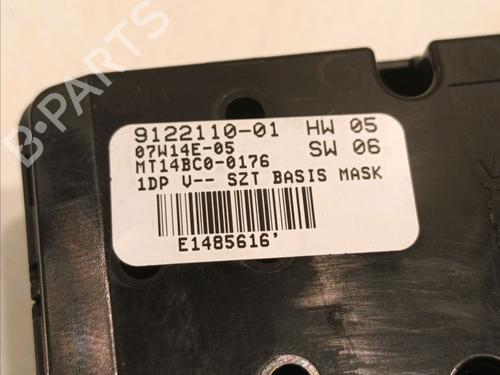 B-PARTS
9122110-01 HW 05
07W14E-05 SW 06
MT14BC0-0176
1DP V-- SZT BASIS MASK
E1485616'